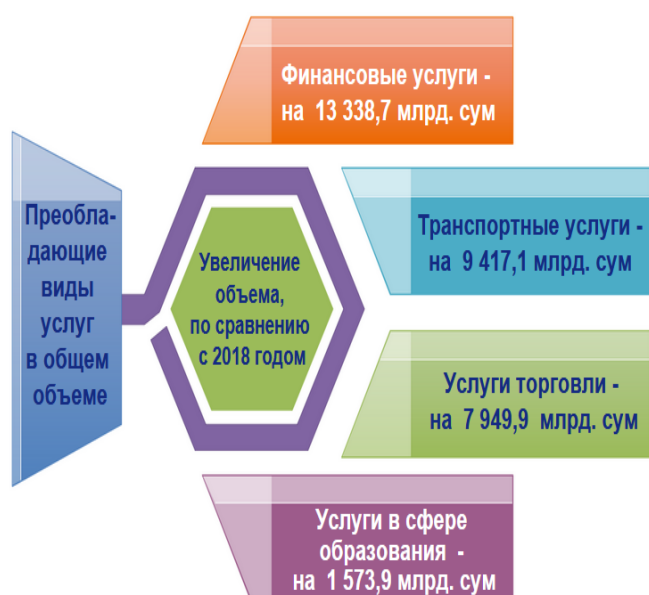 Финансовые услуги -
на 13 338,7 млрд. сум
Преобла-
дающие
виды
услуг
в общем
объеме
Увеличение
объема,
по сравнению
с 2018 годом
Транспортные услуги -
на 9 417,1 млрд. сум
Услуги торговли -
на 7 949,9 млрд. сум
Услуги в сфере
образования -
на 1 573,9 млрд. сум